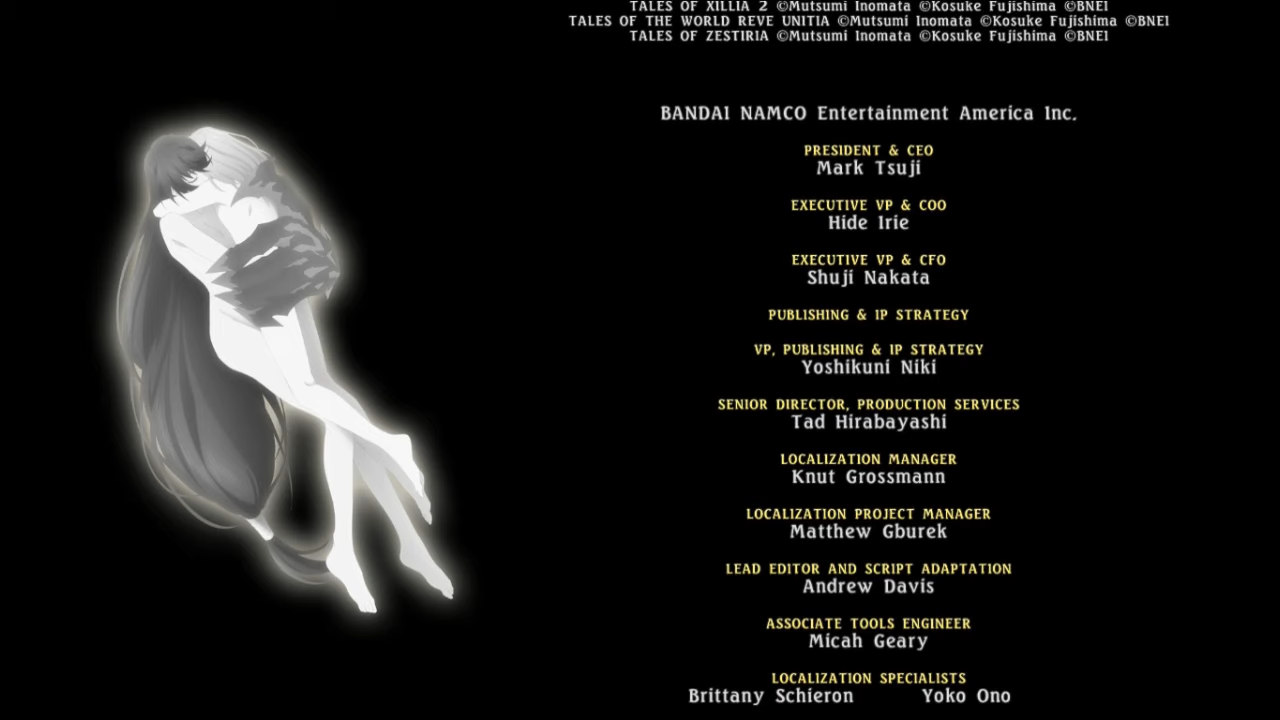 TALES OF XILLIA 2 ©Mutsumi Inomata ©Kosuke Fujishima ©BNEI
TALES OF THE WORLD REVE UNITIA ©Mutsumi Inomata ©Kosuke Fujishima ©BNEI
TALES OF ZESTIRIA ©Mutsumi Inomata ©Kosuke Fujishima ©BNEI
BANDAI NAMCO Entertainment America Inc.
PRESIDENT & CEO
Mark Tsuji
EXECUTIVE VP & COO
Hide Irie
EXECUTIVE VP & CFO
Shuji Nakata
PUBLISHING & IP STRATEGY
VP, PUBLISHING & IP STRATEGY
Yoshikuni Niki
SENIOR DIRECTOR, PRODUCTION SERVICES
Tad Hirabayashi
LOCALIZATION MANAGER
Knut Grossmann
LOCALIZATION PROJECT MANAGER
Matthew Gburek
LEAD EDITOR AND SCRIPT ADAPTATION
Andrew Davis
ASSOCIATE TOOLS ENGINEER
Micah Geary
LOCALIZATION SPECIALISTS
Brittany Schieron Yoko Ono